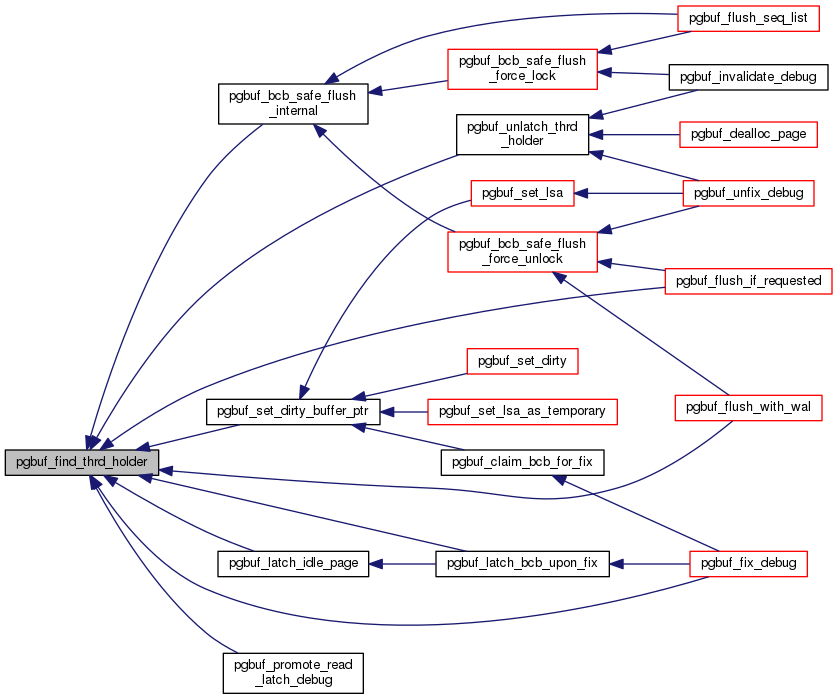 pgbuf_flush_seq_list
pgbuf_bcb_safe_flush
_force_lock
pgbuf_invalidate_debug
pgbuf_bcb_safe_flush
_internal
pgbuf_unlatch_thrd
_holder
pgbuf_dealloc_page
pgbuf_set_lsa
pgbuf_unfix_debug
pgbuf_bcb_safe_flush
_force_unlock
pgbuf_flush_if_requested
pgbuf_set_dirty
pgbuf_set_dirty_buffer_ptr
pgbuf_set_lsa_as_temporary
pgbuf_flush_with_wal
pgbuf_find_thrd_holder
pgbuf_claim_bcb_for_fix
pgbuf_latch_idle_page
pgbuf_latch_bcb_upon_fix
pgbuf_fix_debug
pgbuf_promote_read
_latch_debug